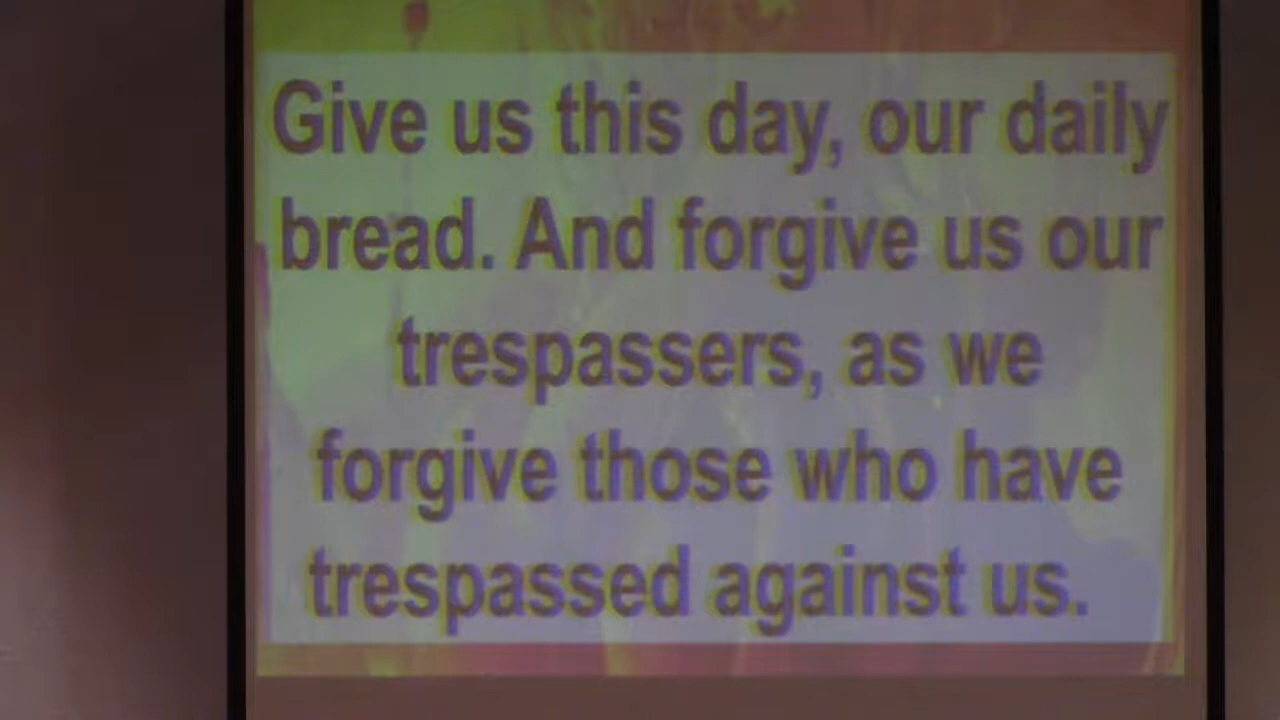 Give us this day, our daily
bread. And forgive us our
trespassers, as we
forgive those who have
trespassed against us.